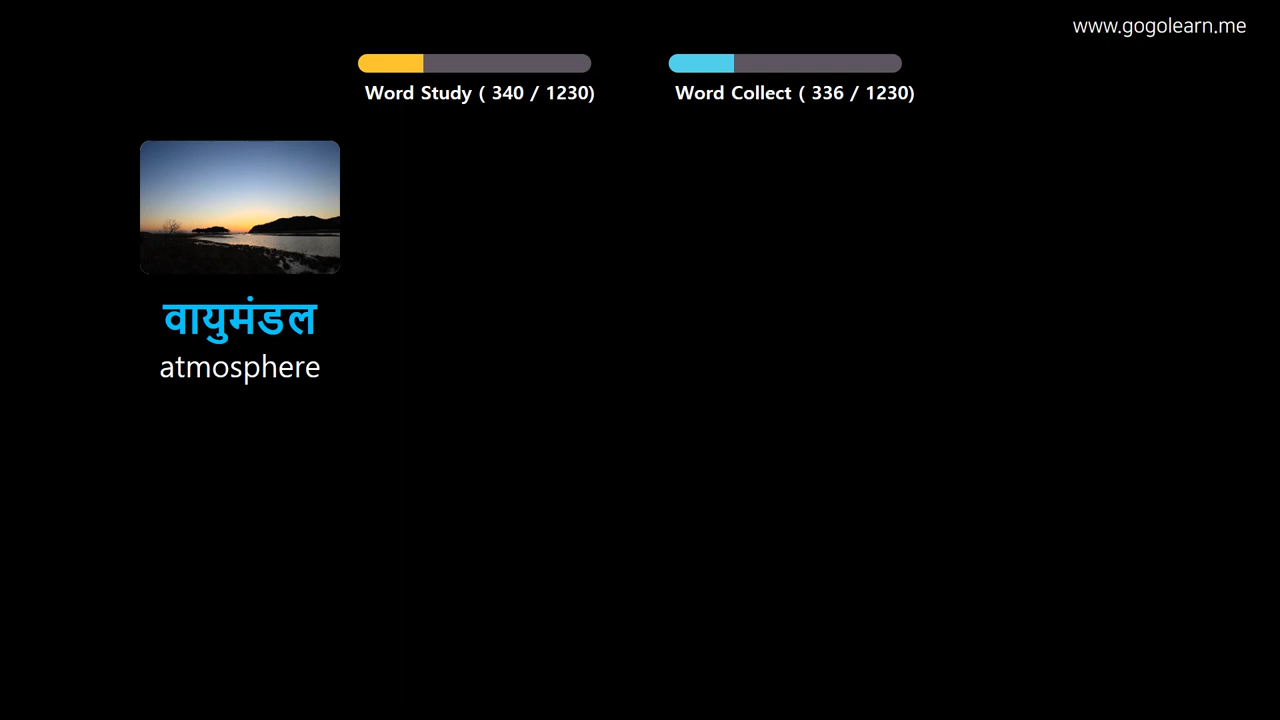 www.gogolearn.me
Word Study ( 340 / 1230)
Word Collect ( 336 / 1230)
वायुमंडल
atmosphere